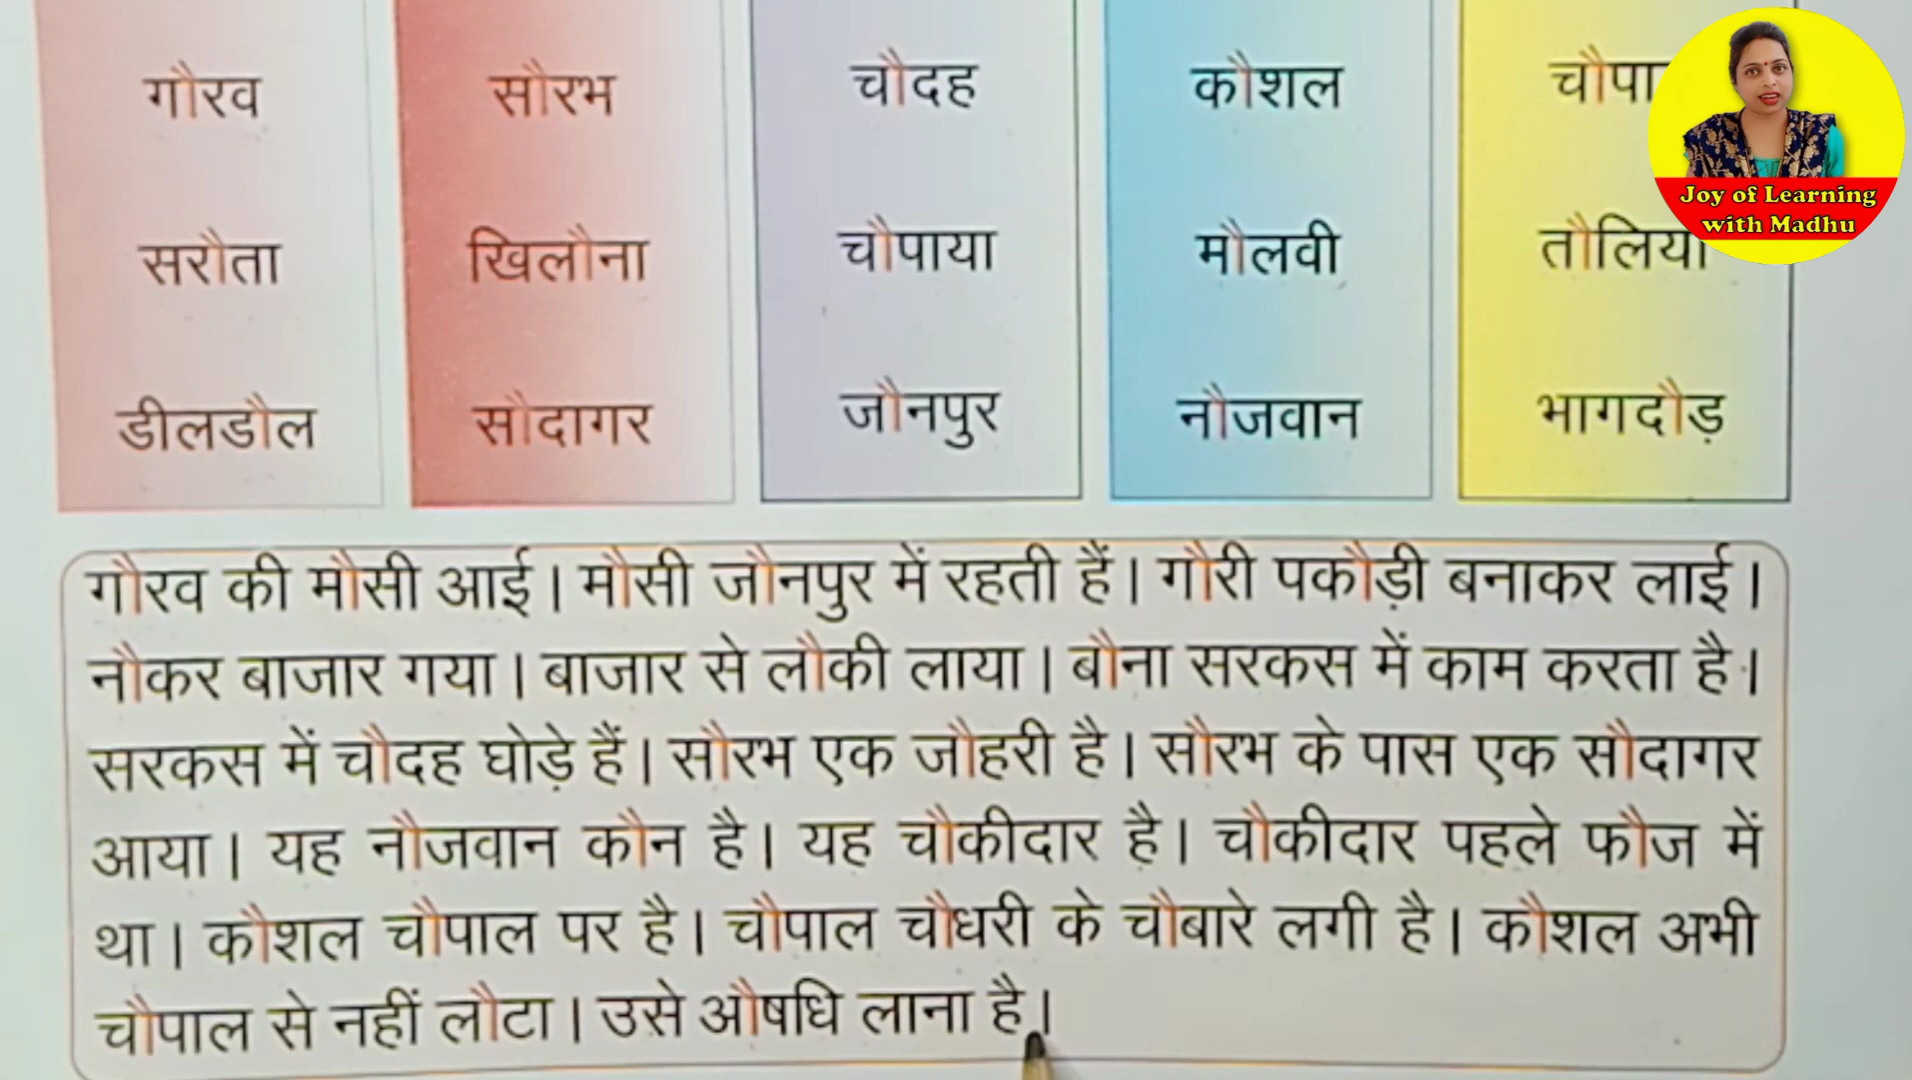 गौरव सौरभ चौदह कौशल
सरौता खिलौना चौपाया मौलवी तौलिया
डीलडौल सौदागर जौनपुर नौजवान भागदौड़
Joy of Learning
with Madhu
गौरव की मौसी आई। मौसी जौनपुर में रहती हैं। गौरी पकौड़ी बनाकर लाई।
नौकर बाजार गया। बाजार से लौकी लाया। बौना सरकस में काम करता है।
सरकस में चौदह घोड़े हैं। सौरभ एक जौहरी है। सौरभ के पास एक सौदागर
आया। यह नौजवान कौन है। यह चौकीदार है। चौकीदार पहले फौज में
था। कौशल चौपाल पर है। चौपाल चौधरी के चौबारे लगी है। कौशल अभी
चौपाल से नहीं लौटा। उसे औषधि लाना है।